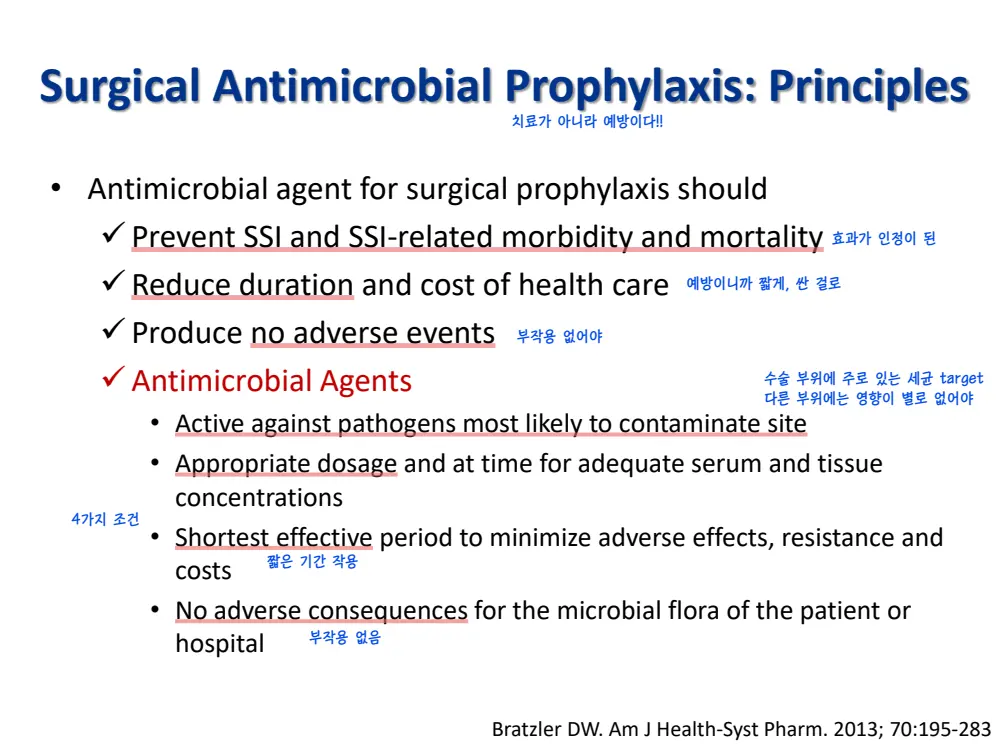 Surgical Antimicrobial Prophylaxis: Principles
치료가 아니라 예방이다!!
• Antimicrobial agent for surgical prophylaxis should
✓ Prevent SSI and SSI-related morbidity and mortality 효과가 인정이 된
✓ Reduce duration and cost of health care 예방이니까 짧게, 싼 걸로
✓ Produce no adverse events 부작용 없어야
✓ Antimicrobial Agents
수술 부위에 주로 있는 세균 target
다른 부위에는 영향이 별로 없어야
• Active against pathogens most likely to contaminate site
• Appropriate dosage and at time for adequate serum and tissue
concentrations
4가지 조건
• Shortest effective period to minimize adverse effects, resistance and
costs 짧은 기간 작용
• No adverse consequences for the microbial flora of the patient or
hospital 부작용 없음
Bratzler DW. Am J Health-Syst Pharm. 2013; 70:195-283